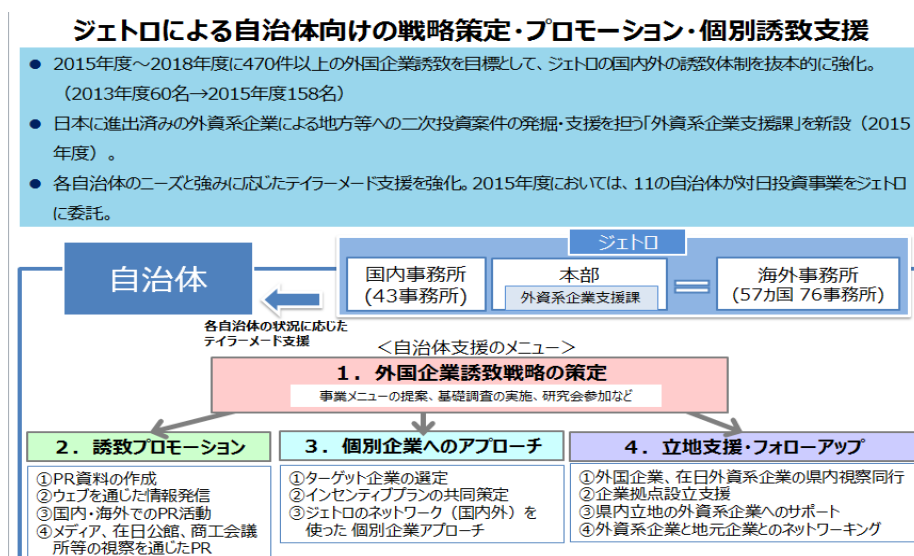 ジェトロによる自治体向けの戦略策定・プロモーション・個別誘致支援
● 2015年度～2018年度に470件以上の外国企業誘致を目標として、ジェトロの国内外の誘致体制を抜本的に強化。
（2013年度60名→2015年度158名）
● 日本に進出済みの外資系企業による地方等への二次投資案件の発掘・支援を担う「外資系企業支援課」を新設（2015
年度）。
● 各自治体のニーズと強みに応じたテイラーメード支援を強化。2015年度においては、11の自治体が対日投資事業をジェトロ
に委託。
ジェトロ
自治体
国内事務所
(43事務所)
本部
外資系企業支援課
海外事務所
(57カ国 76事務所)
各自治体の状況に応じた
テイラーメード支援
＜自治体支援のメニュー＞
１．外国企業誘致戦略の策定
事業メニューの提案、基礎調査の実施、研究会参加など
２．誘致プロモーション
①PR資料の作成
②ウェブを通じた情報発信
③国内・海外でのPR活動
④メディア、在日公館、商工会議
所等の視察を通じたPR
３．個別企業へのアプローチ
①ターゲット企業の選定
②インセンティブプランの共同策定
③ジェトロのネットワーク（国内外）を
使った 個別企業アプローチ
４．立地支援・フォローアップ
①外国企業、在日外資系企業の県内視察同行
②企業拠点設立支援
③県内立地の外資系企業へのサポート
④外資系企業と地元企業とのネットワーキング